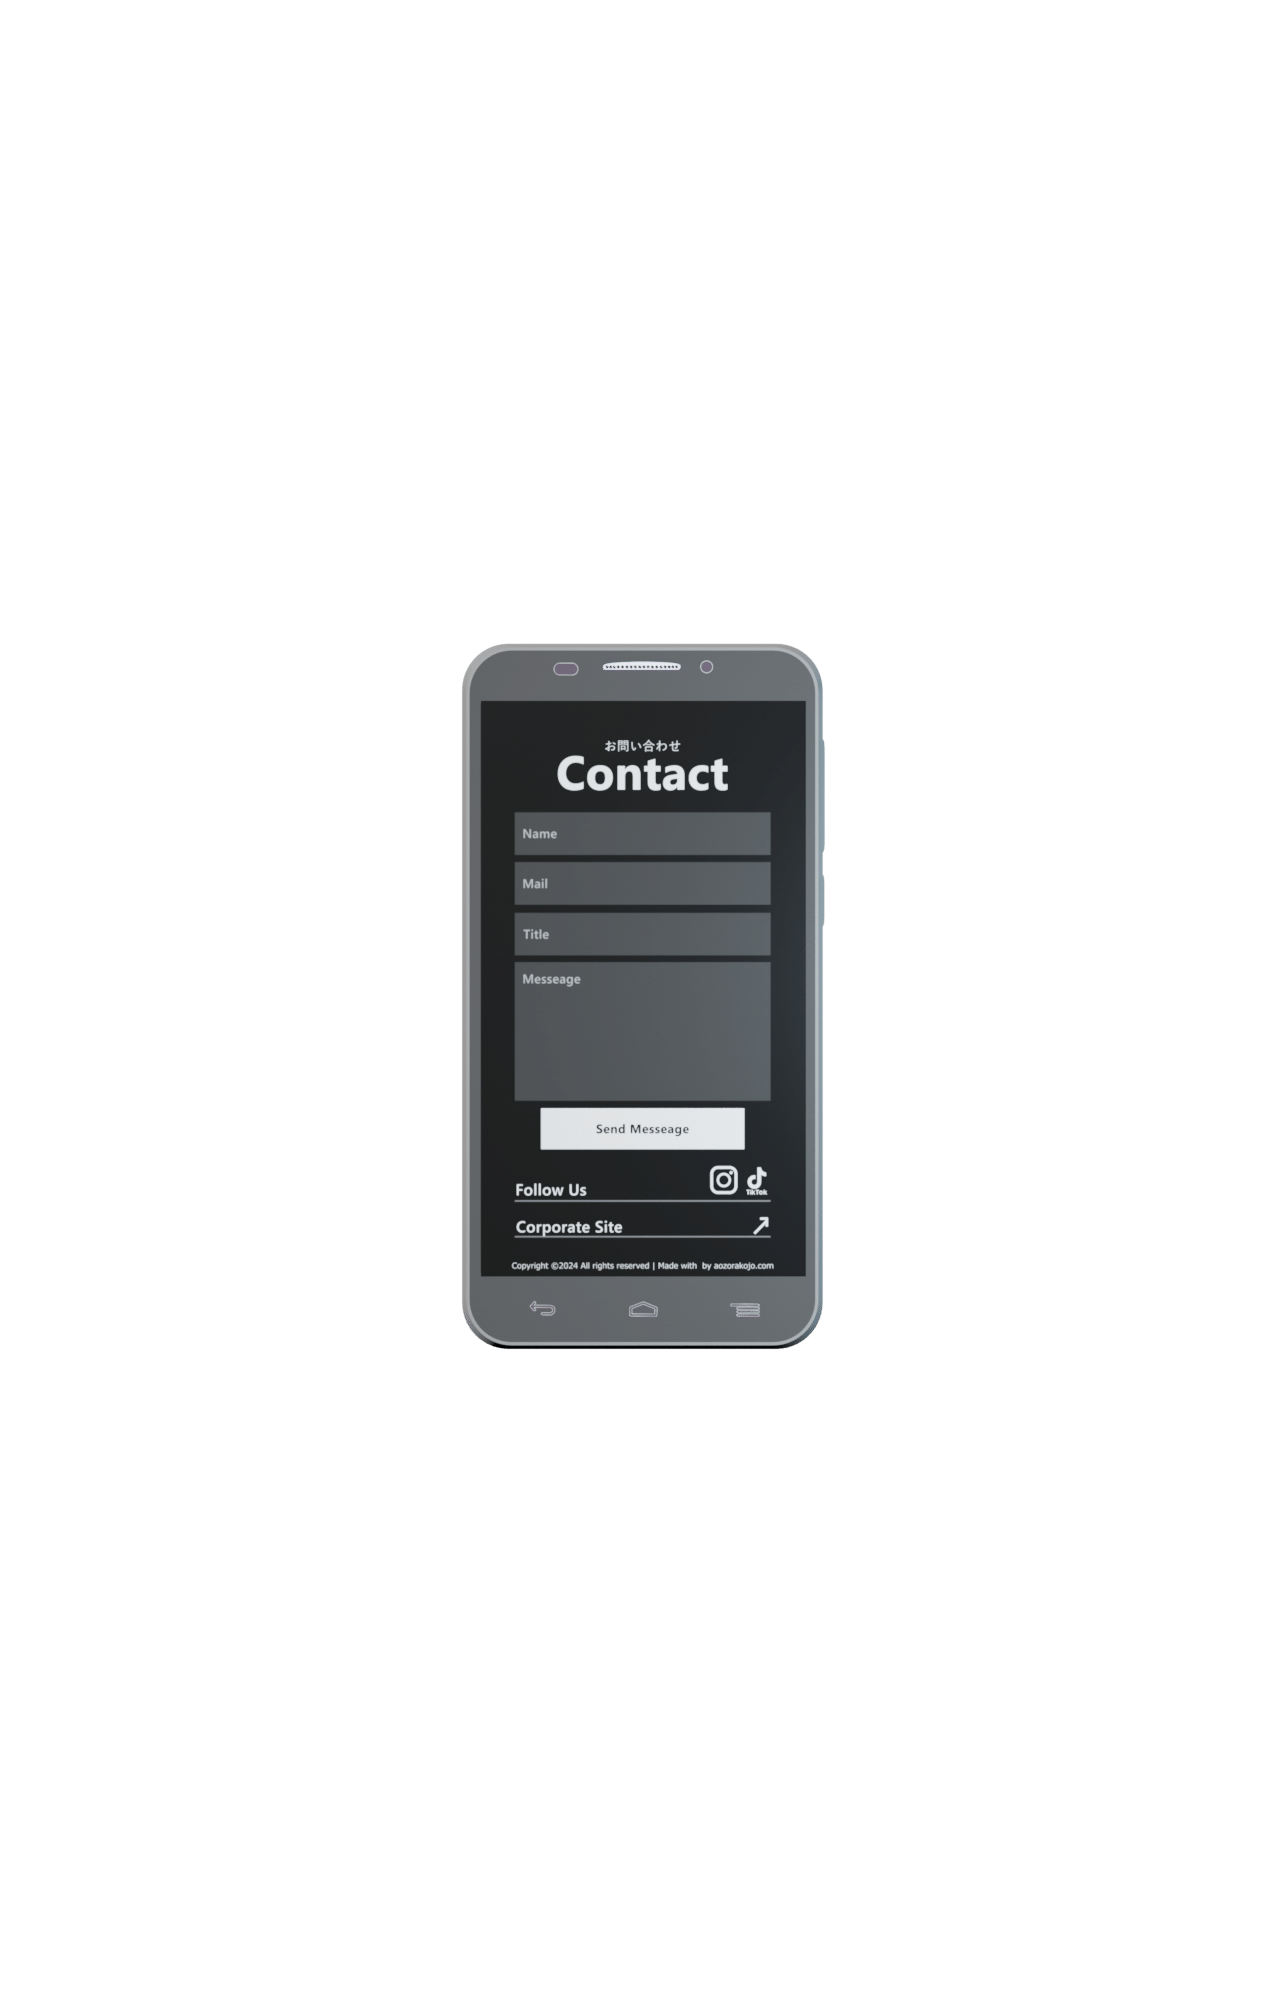 お問い合わせ
Contact
Name
Mail
Title
Messeage
Send Messeage
TikTok
Follow Us
Corporate Site
Copyright ©2024 All rights reserved | Made with by aozorakojo.com